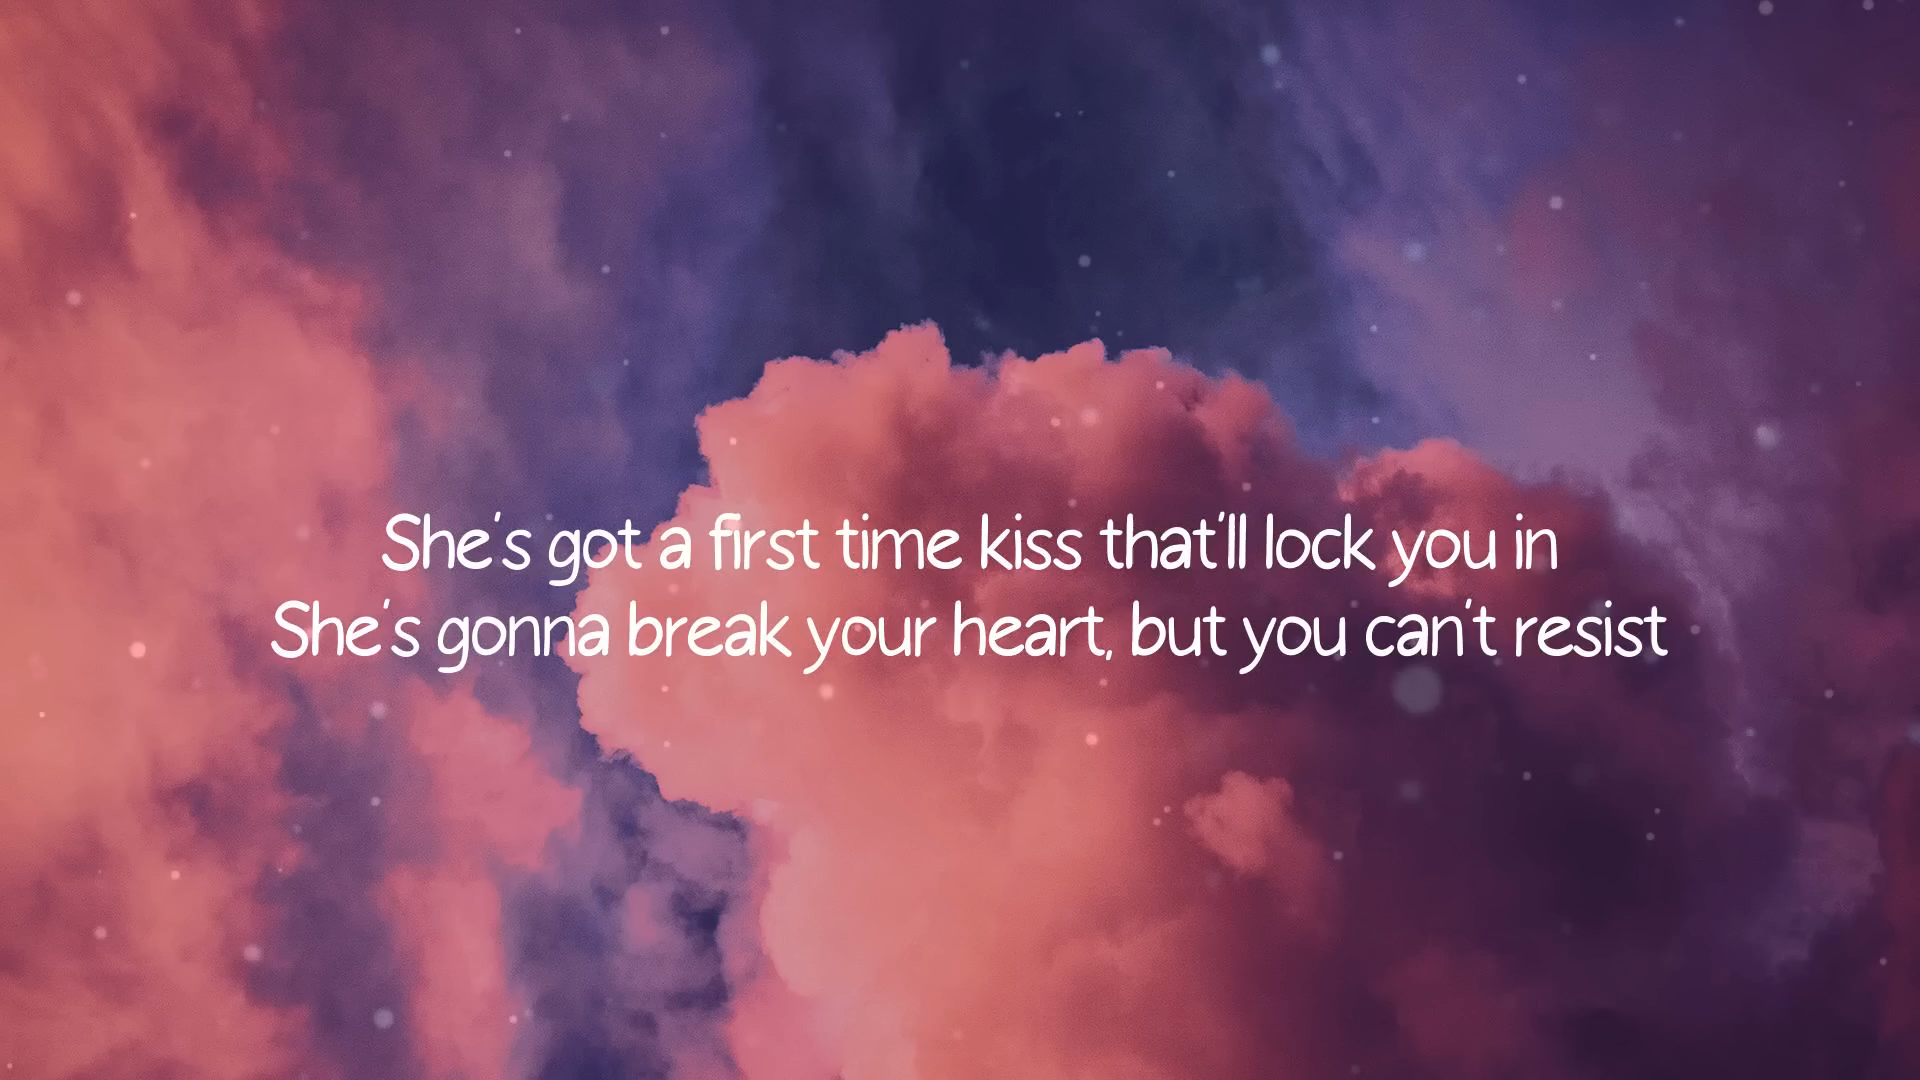 She's got a first time kiss that'll lock you in
She's gonna break your heart, but you can't resist